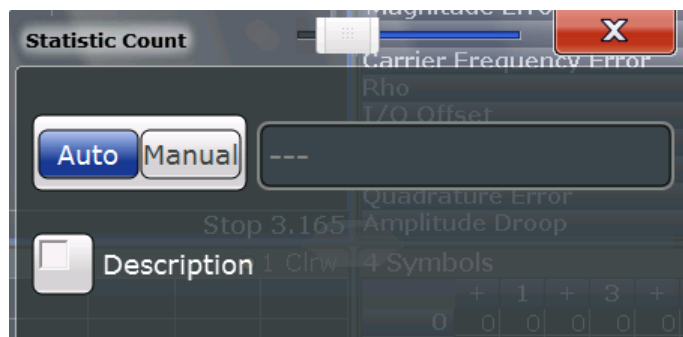 Magnitude Erro
Statistic Count
X
Carrier Frequency Error
Rho
I/O Offset
Auto Manual ---
Quadrature Error
Stop 3.165 Amplitude Droop
Description 1 Clrw 4 Symbols
+ 1 + 3 +
0 0 0 0 0 0